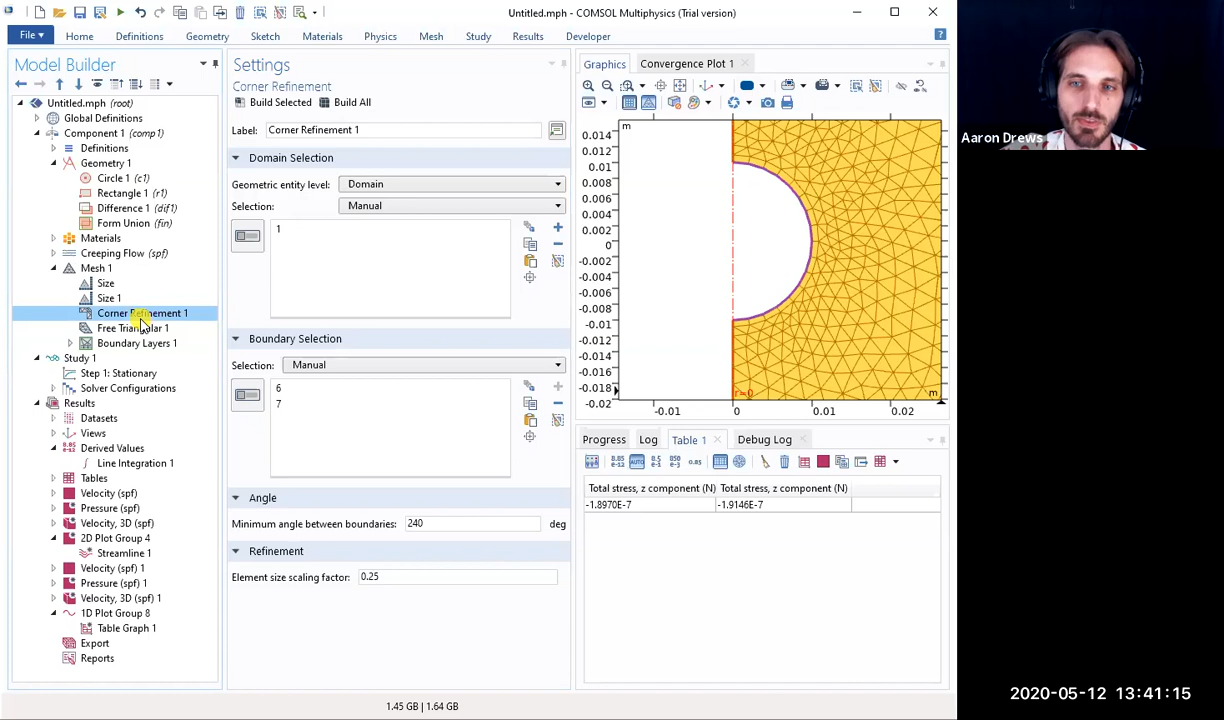 Untitled.mph - COMSOL Multiphysics (Trial version)
File
Home
Definitions
Geometry
Sketch
Materials
Physics
Mesh
Study
Results
Developer
Model Builder
Untitled.mph (root)
Global Definitions
Component 1 (comp1)
Definitions
Geometry 1
Circle 1 (c1)
Rectangle 1 (r1)
Difference 1 (dif1)
Form Union (fin)
Materials
Creeping Flow (spf)
Mesh 1
Size
Size 1
Corner Refinement 1
Free Triangular 1
Boundary Layers 1
Study 1
Step 1: Stationary
Solver Configurations
Results
Datasets
Views
Derived Values
Line Integration 1
Tables
Velocity (spf)
Pressure (spf)
Velocity, 3D (spf)
2D Plot Group 4
Streamline 1
Velocity (spf) 1
Pressure (spf) 1
Velocity, 3D (spf) 1
1D Plot Group 8
Table Graph 1
Export
Reports
Settings
Corner Refinement
Build Selected
Build All
Label:
Corner Refinement 1
Domain Selection
Geometric entity level:
Domain
Selection:
Manual
1
Boundary Selection
Selection:
Manual
6
7
Angle
Minimum angle between boundaries:
240
deg
Refinement
Element size scaling factor:
0.25
Graphics
Convergence Plot 1
m
0.014
0.01
0.008
0.006
0.004
0.002
0
-0.002
-0.004
-0.006
-0.008
-0.01
-0.014
-0.016
-0.018
-0.02
r=0
m
-0.01
0
0.01
0.02
Progress
Log
Table 1
Debug Log
8.85
e-12
AUTO
8.5
e-1
850
e-3
0.85
Total stress, z component (N)
Total stress, z component (N)
-1.8970E-7
-1.9146E-7
1.45 GB | 1.64 GB
Aaron Drews
2020-05-12 13:41:15